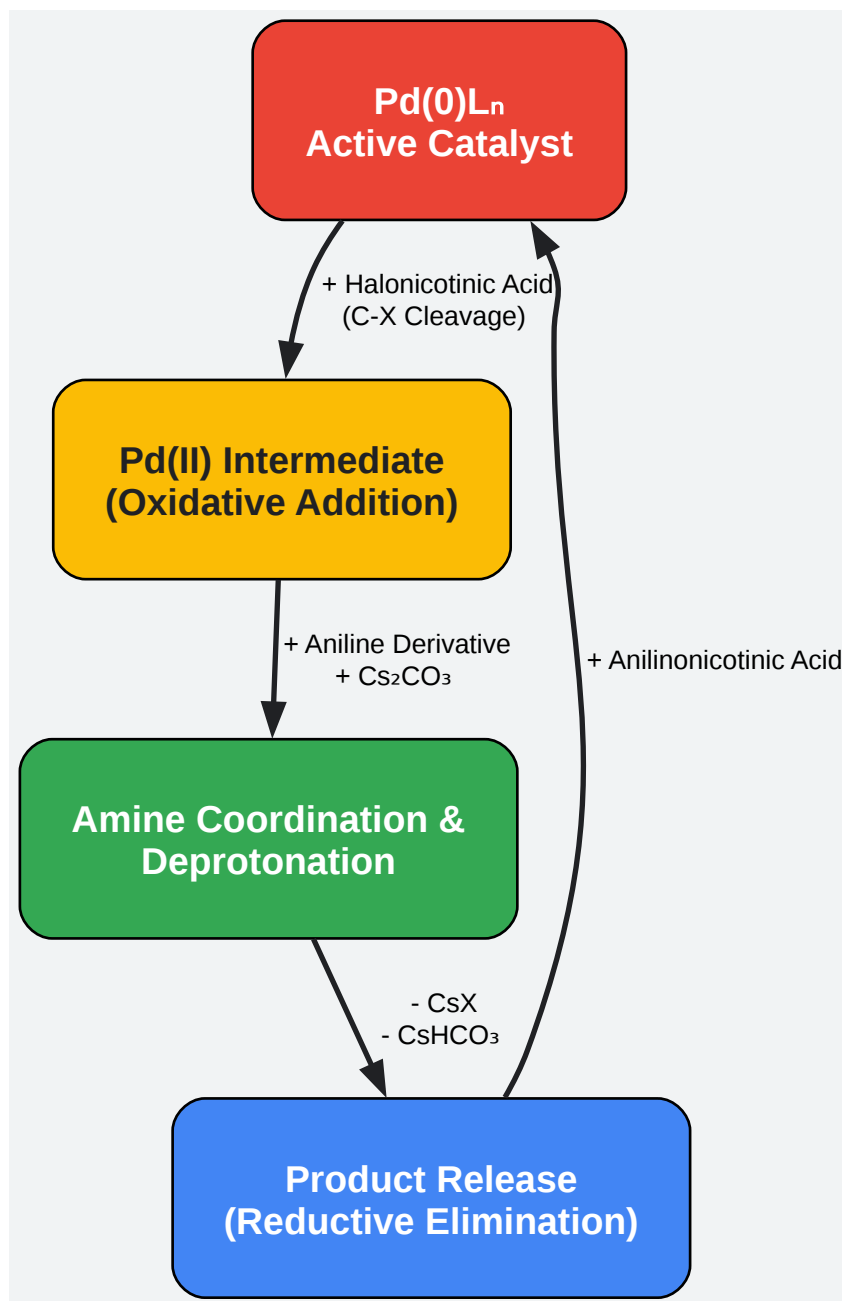 Pd(0)Lₙ
Active Catalyst
+ Halonicotinic Acid
(C-X Cleavage)
Pd(II) Intermediate
(Oxidative Addition)
+ Aniline Derivative
+ Cs₂CO₃
+ Anilinonicotinic Acid
Amine Coordination &
Deprotonation
- CsX
- CsHCO₃
Product Release
(Reductive Elimination)